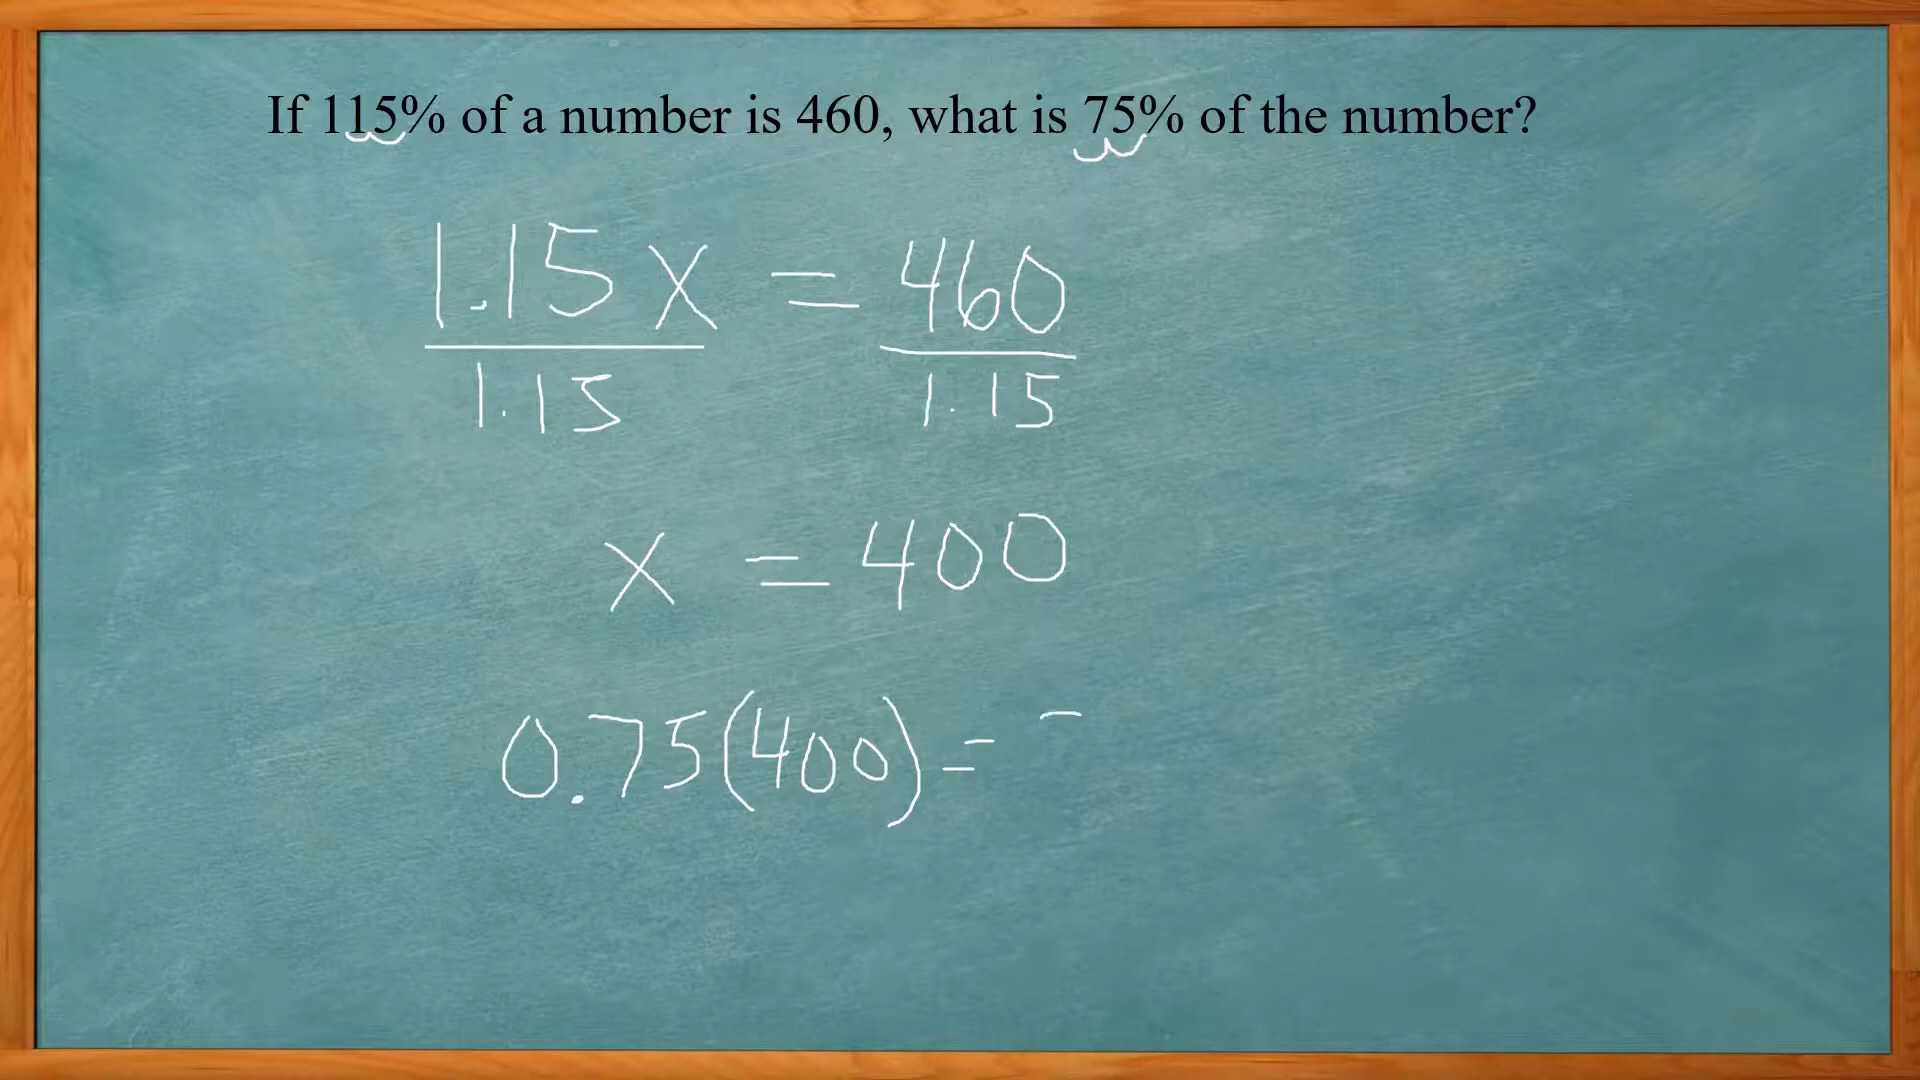 If 115% of a number is 460, what is 75% of the number?
1.15x = 460
1.15 1.15
x = 400
0.75(400) =